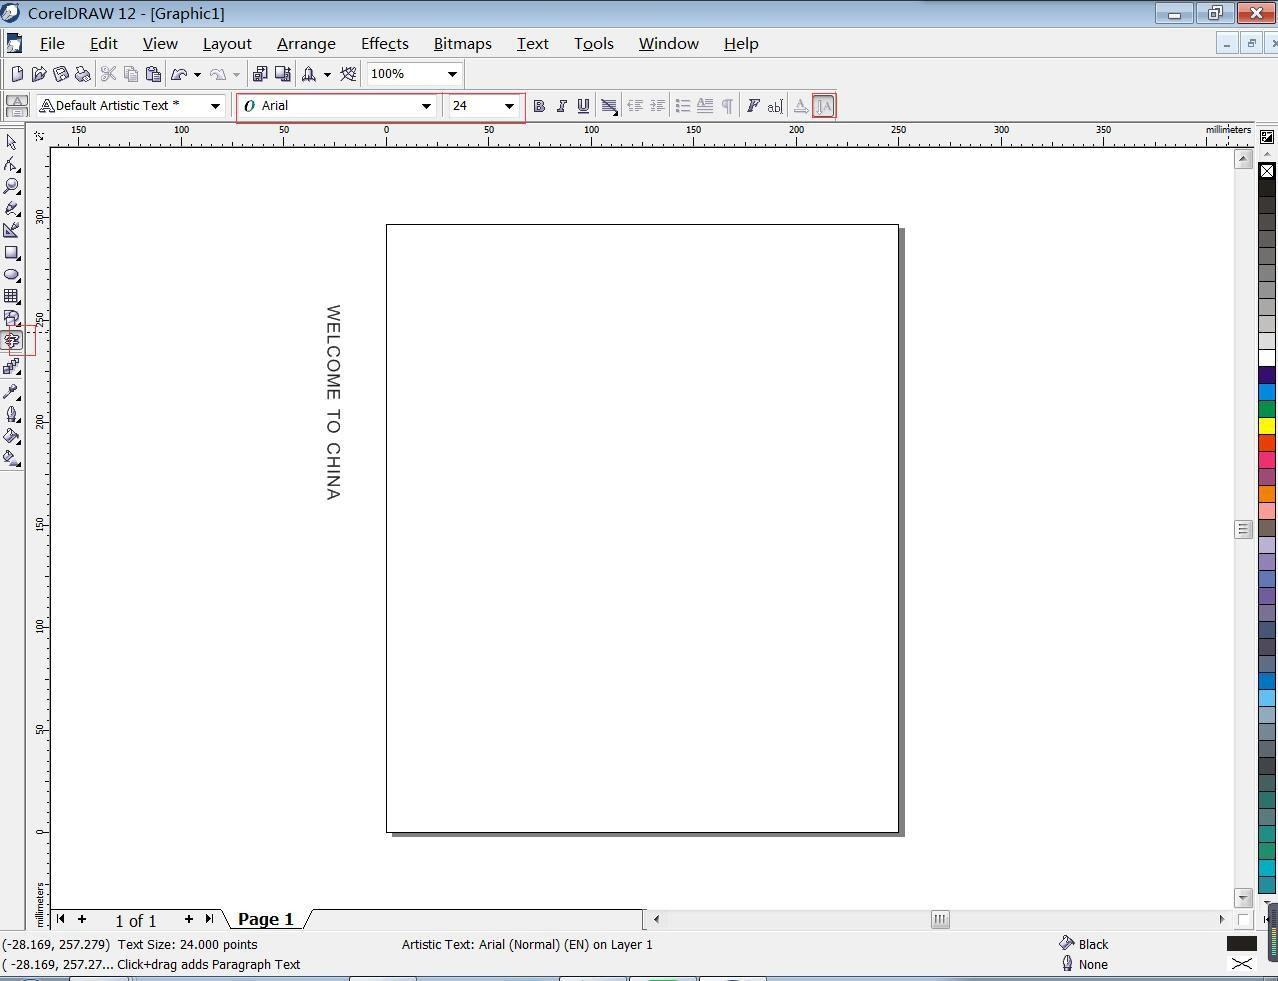 CorelDRAW 12 - [Graphic1]
File Edit View Layout Arrange Effects Bitmaps Text Tools Window Help
100%
Default Artistic Text * O Arial 24 B I U F ab
150 100 50 0 50 100 150 200 250 300 350 millimeters
300
250
200
150
100
50
0
millimeters
WELCOME TO CHINA
1 of 1 Page 1
(-28.169, 257.279) Text Size: 24.000 points Artistic Text: Arial (Normal) (EN) on Layer 1 Black
( -28.169, 257.27... Click+drag adds Paragraph Text None